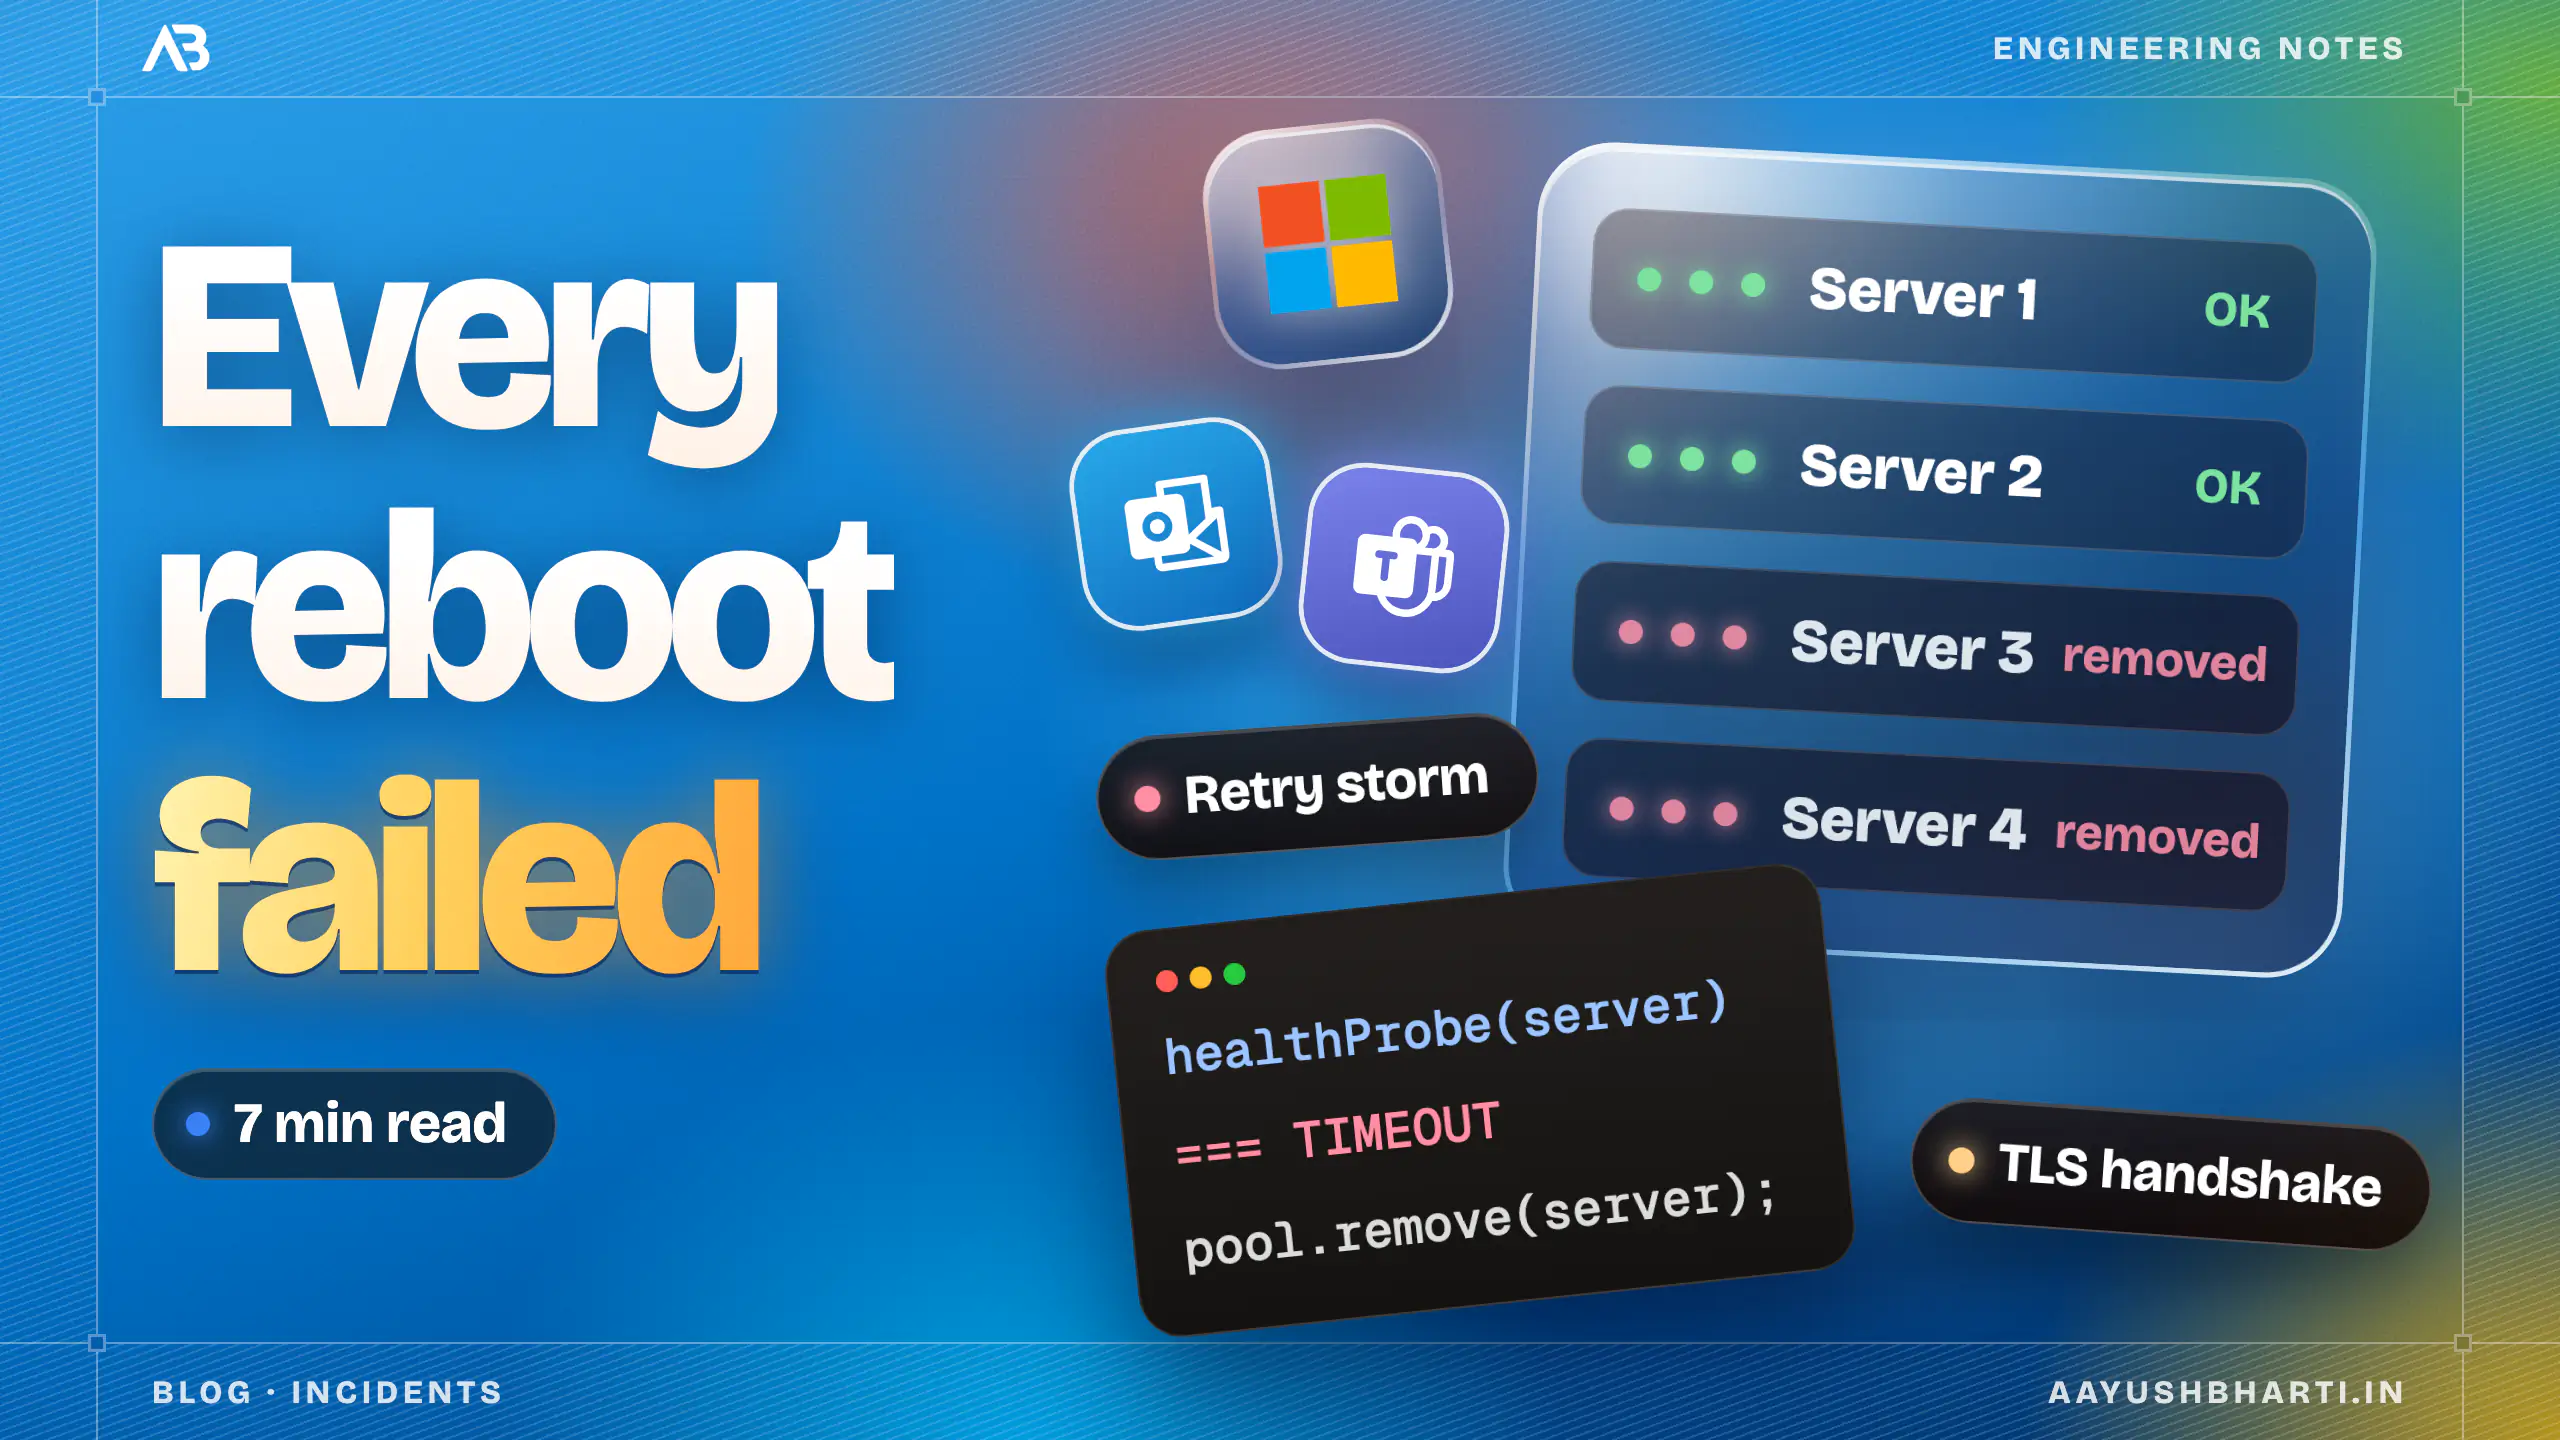 AB
ENGINEERING NOTES
Every
reboot
failed
7 min read
Server 1 OK
Server 2 OK
Server 3 removed
Server 4 removed
T
Retry storm
healthProbe(server)
=== TIMEOUT
pool.remove(server);
TLS handshake
BLOG · INCIDENTS
AAYUSHBHARTI.IN